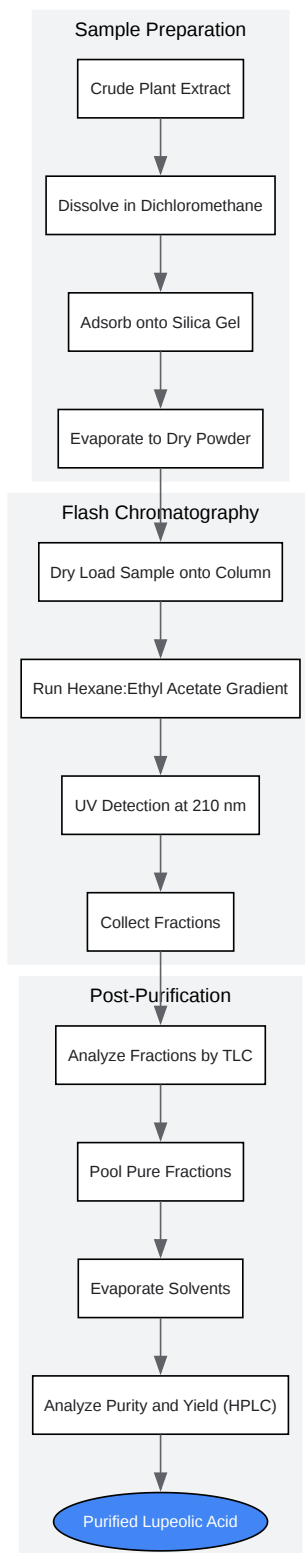 Sample Preparation
Crude Plant Extract
Dissolve in Dichloromethane
Adsorb onto Silica Gel
Evaporate to Dry Powder
Flash Chromatography
Dry Load Sample onto Column
Run Hexane:Ethyl Acetate Gradient
UV Detection at 210 nm
Collect Fractions
Post-Purification
Analyze Fractions by TLC
Pool Pure Fractions
Evaporate Solvents
Analyze Purity and Yield (HPLC)
Purified Lupeolic Acid